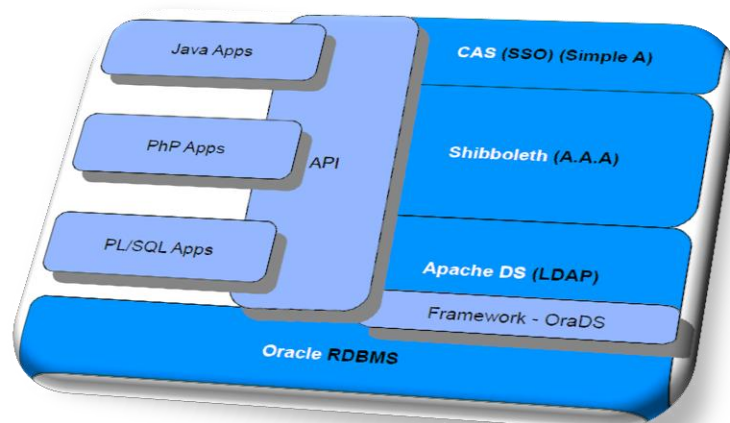 Java Apps
CAS (SSO) (Simple A)
PhP Apps
API
Shibboleth (A.A.A)
PL/SQL Apps
Apache DS (LDAP)
Framework - OraDS
Oracle RDBMS